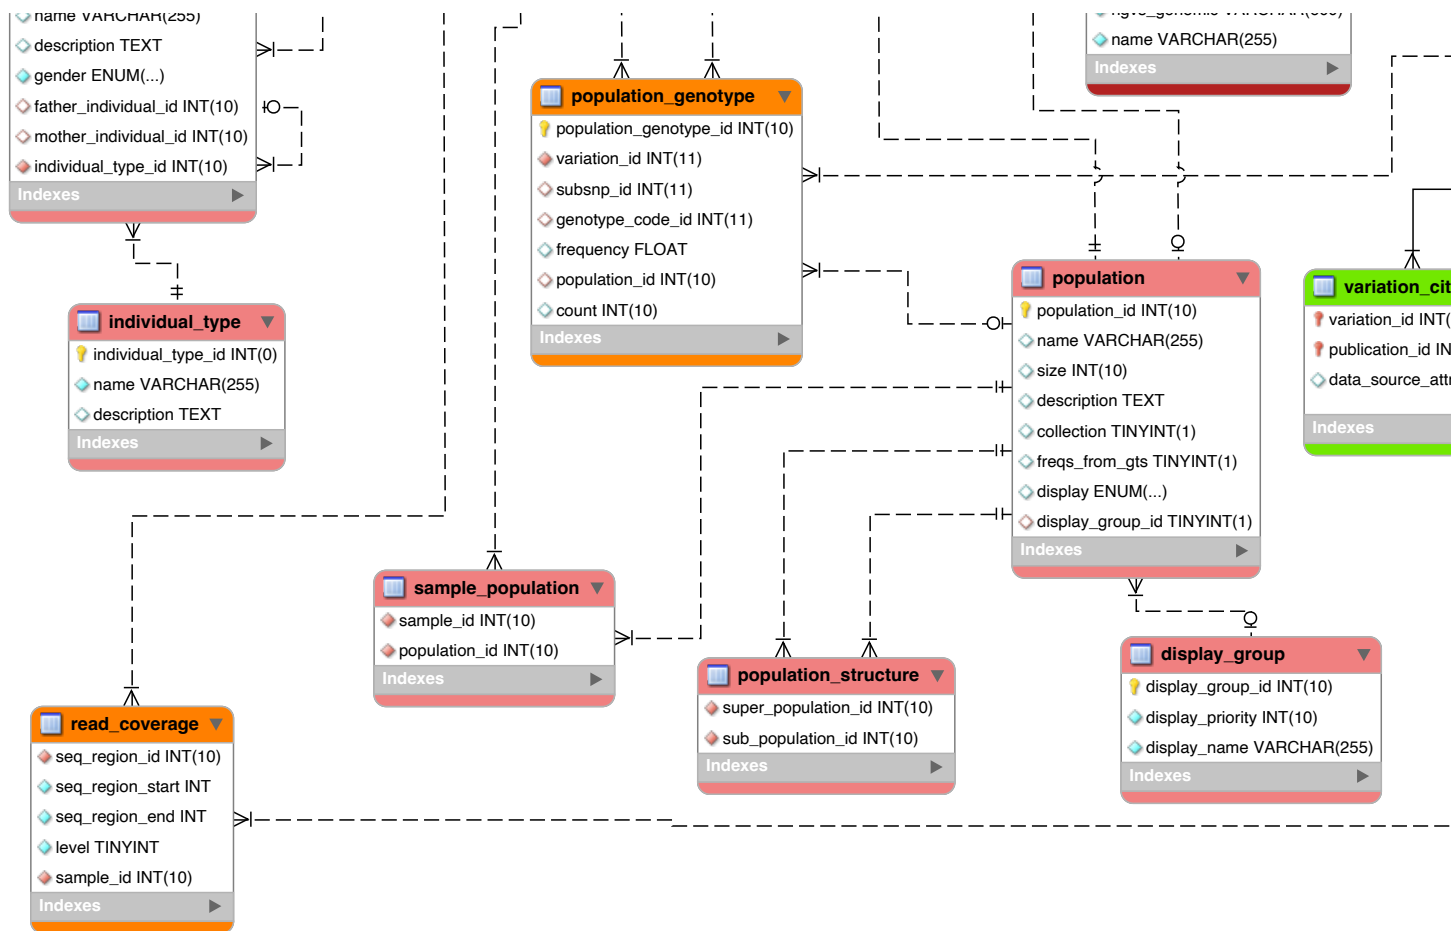 name VARCHAR(255)
description TEXT
gender ENUM(...)
father_individual_id INT(10)
mother_individual_id INT(10)
individual_type_id INT(10)
Indexes
individual_type
individual_type_id INT(0)
name VARCHAR(255)
description TEXT
Indexes
read_coverage
seq_region_id INT(10)
seq_region_start INT
seq_region_end INT
level TINYINT
sample_id INT(10)
Indexes
sample_population
sample_id INT(10)
population_id INT(10)
Indexes
population_genotype
population_genotype_id INT(10)
variation_id INT(11)
subsnp_id INT(11)
genotype_code_id INT(11)
frequency FLOAT
population_id INT(10)
count INT(10)
Indexes
population_structure
super_population_id INT(10)
sub_population_id INT(10)
Indexes
name VARCHAR(255)
Indexes
population
population_id INT(10)
name VARCHAR(255)
size INT(10)
description TEXT
collection TINYINT(1)
freqs_from_gts TINYINT(1)
display ENUM(...)
display_group_id TINYINT(1)
Indexes
display_group
display_group_id INT(10)
display_priority INT(10)
display_name VARCHAR(255)
Indexes
variation_cit
variation_id INT(
publication_id IN
data_source_attr
Indexes